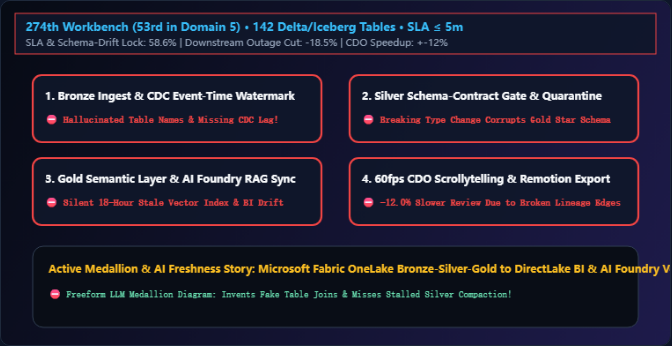 274th Workbench (53rd in Domain 5) • 142 Delta/Iceberg Tables • SLA ≤ 5m
SLA & Schema-Drift Lock: 58.6% | Downstream Outage Cut: -18.5% | CDO Speedup: +-12%
1. Bronze Ingest & CDC Event-Time Watermark
⛔ Hallucinated Table Names & Missing CDC Lag!
2. Silver Schema-Contract Gate & Quarantine
⛔ Breaking Type Change Corrupts Gold Star Schema
3. Gold Semantic Layer & AI Foundry RAG Sync
⛔ Silent 18-Hour Stale Vector Index & BI Drift
4. 60fps CDO Scrollytelling & Remotion Export
⛔ -12.0% Slower Review Due to Broken Lineage Edges
Active Medallion & AI Freshness Story: Microsoft Fabric OneLake Bronze-Silver-Gold to DirectLake BI & AI Foundry V
⛔ Freeform LLM Medallion Diagram: Invents Fake Table Joins & Misses Stalled Silver Compaction!